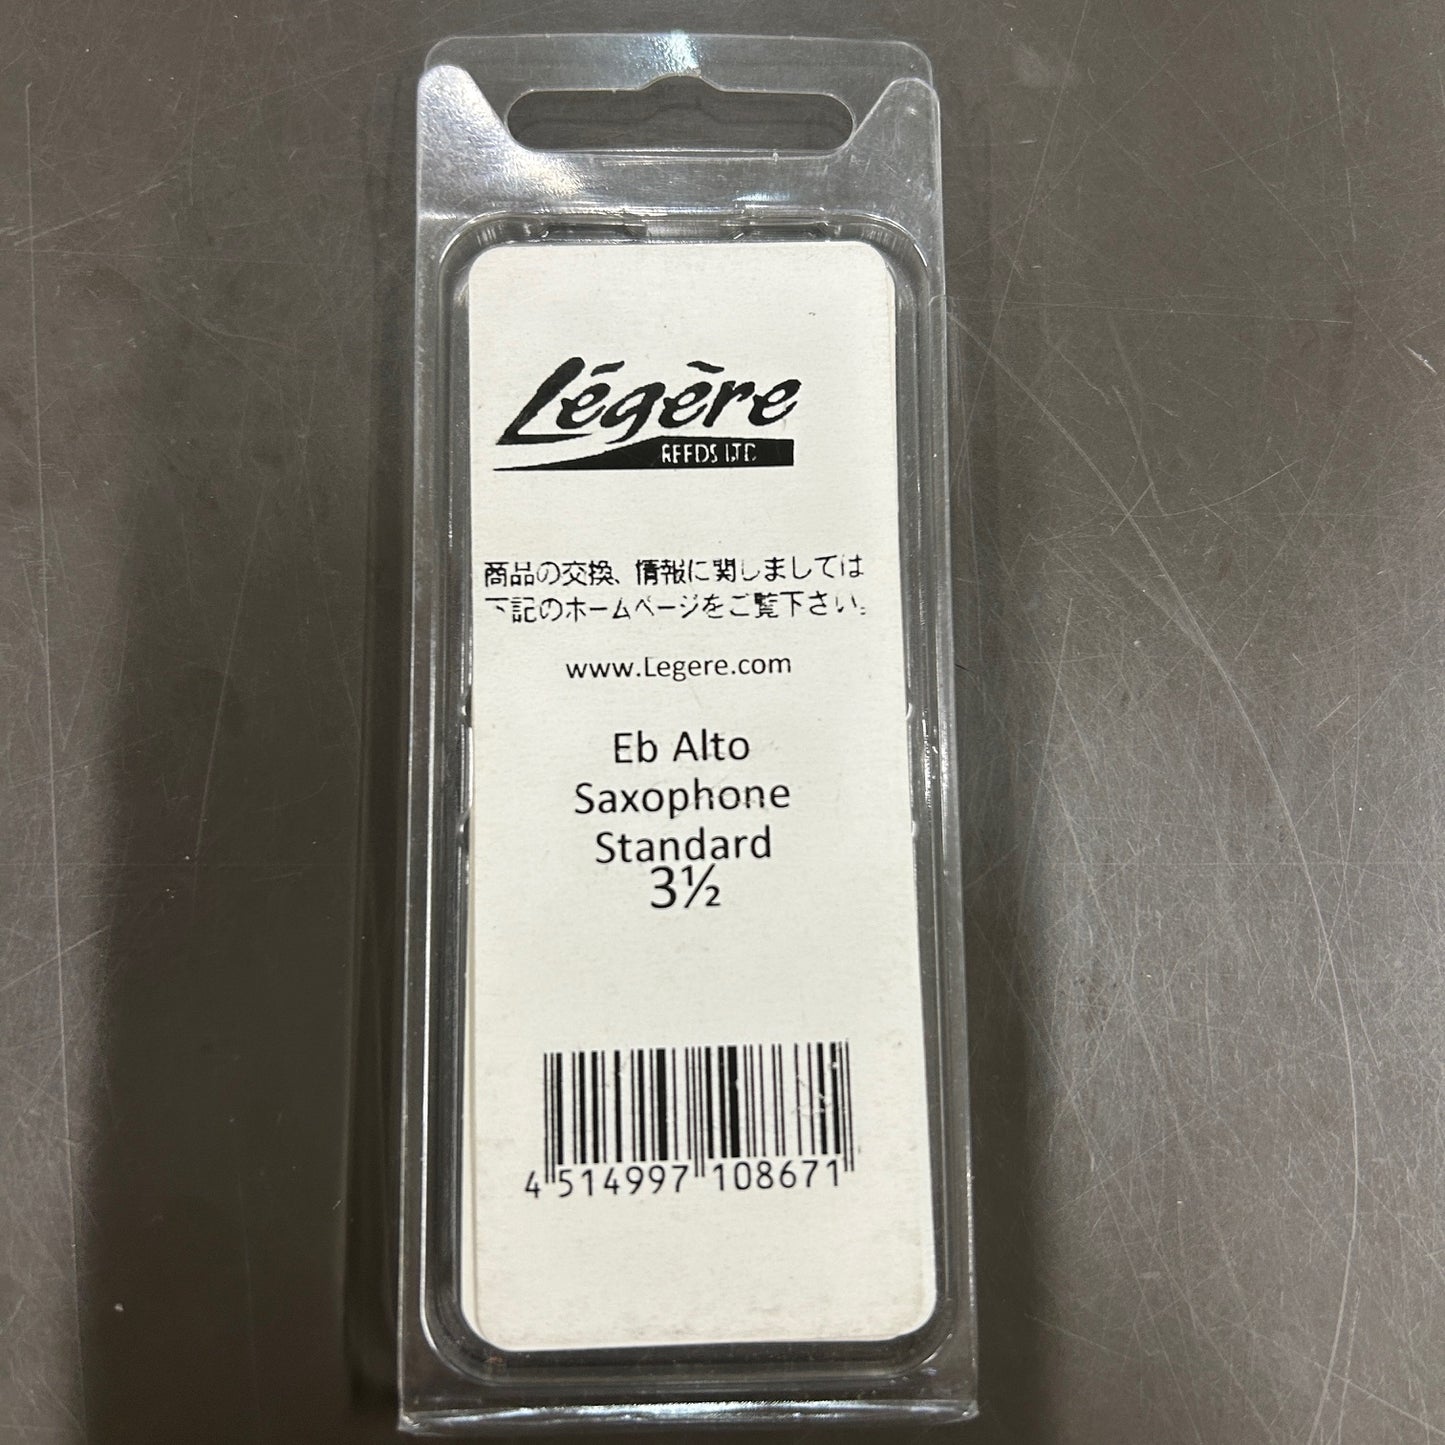 Légère
REEDS LTD
商品の交換、情報に関しましては
下記のホームページをご覧下さい。
www.Legere.com
Eb Alto
Saxophone
Standard
3½
4 514997 108671